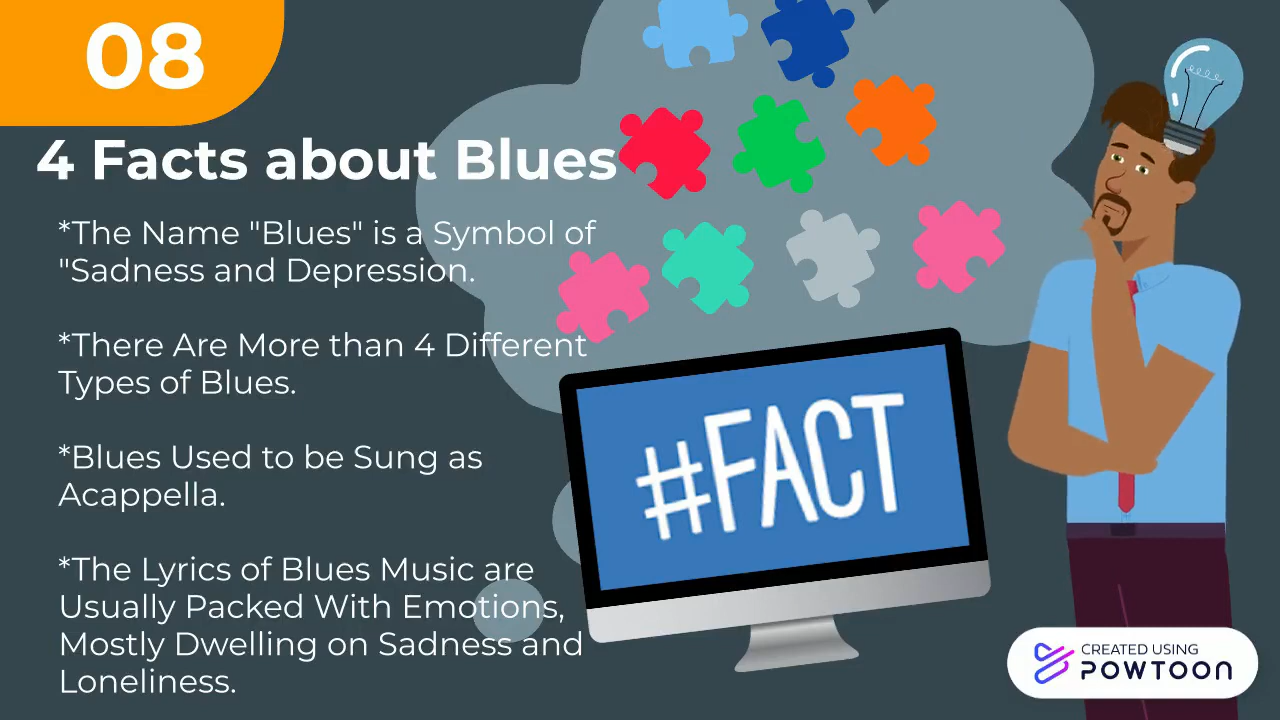 08
4 Facts about Blues
*The Name "Blues" is a Symbol of
"Sadness and Depression.
*There Are More than 4 Different
Types of Blues.
*Blues Used to be Sung as
Acappella.
*The Lyrics of Blues Music are
Usually Packed With Emotions,
Mostly Dwelling on Sadness and
Loneliness.
#FACT
CREATED USING
POWTOON